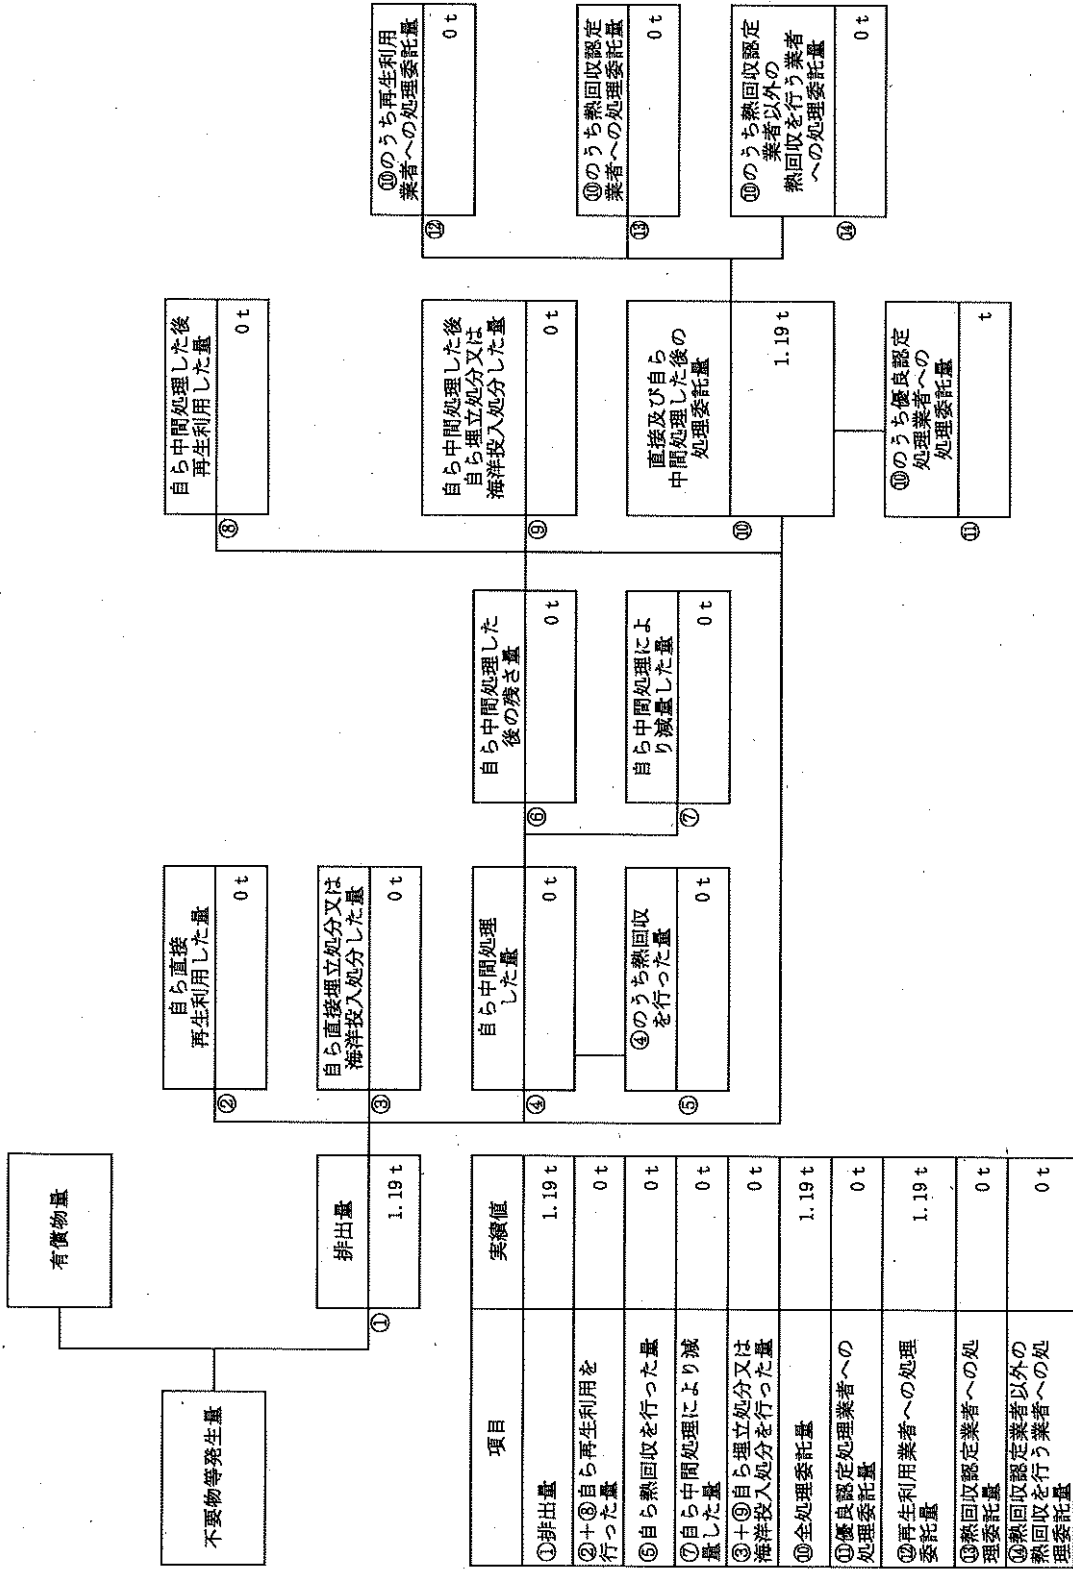 有償物量
不要物等発生量
排出量
①
1.19 t
自ら直接
再生利用した量
②
0 t
自ら直接埋立処分又は
海洋投入処分した量
③
0 t
自ら中間処理
した量
④
0 t
④のうち熱回収
を行った量
⑤
0 t
自ら中間処理した
後の残さ量
⑥
0 t
自ら中間処理によ
り減量した量
⑦
0 t
自ら中間処理した後
再生利用した量
⑧
0 t
自ら中間処理した後
自ら埋立処分又は
海洋投入処分した量
⑨
0 t
直接及び自ら
中間処理した後の
処理委託量
⑩
1.19 t
⑩のうち優良認定
処理業者への
処理委託量
⑪
t
⑩のうち再生利用
業者への処理委託量
⑫
0 t
⑩のうち熱回収認定
業者への処理委託量
⑬
0 t
⑩のうち熱回収認定
業者以外の
熱回収を行う業者
への処理委託量
⑭
0 t
項目
実績値
①排出量
1.19 t
②+⑧自ら再生利用を
行った量
0 t
⑤自ら熱回収を行った量
0 t
⑦自ら中間処理により減
量した量
0 t
③+⑨自ら埋立処分又は
海洋投入処分を行った量
0 t
⑩全処理委託量
1.19 t
⑪優良認定処理業者への
処理委託量
0 t
⑫再生利用業者への処理
委託量
1.19 t
⑬熱回収認定業者への処
理委託量
0 t
⑭熱回収認定業者以外の
熱回収を行う業者への処
理委託量
0 t